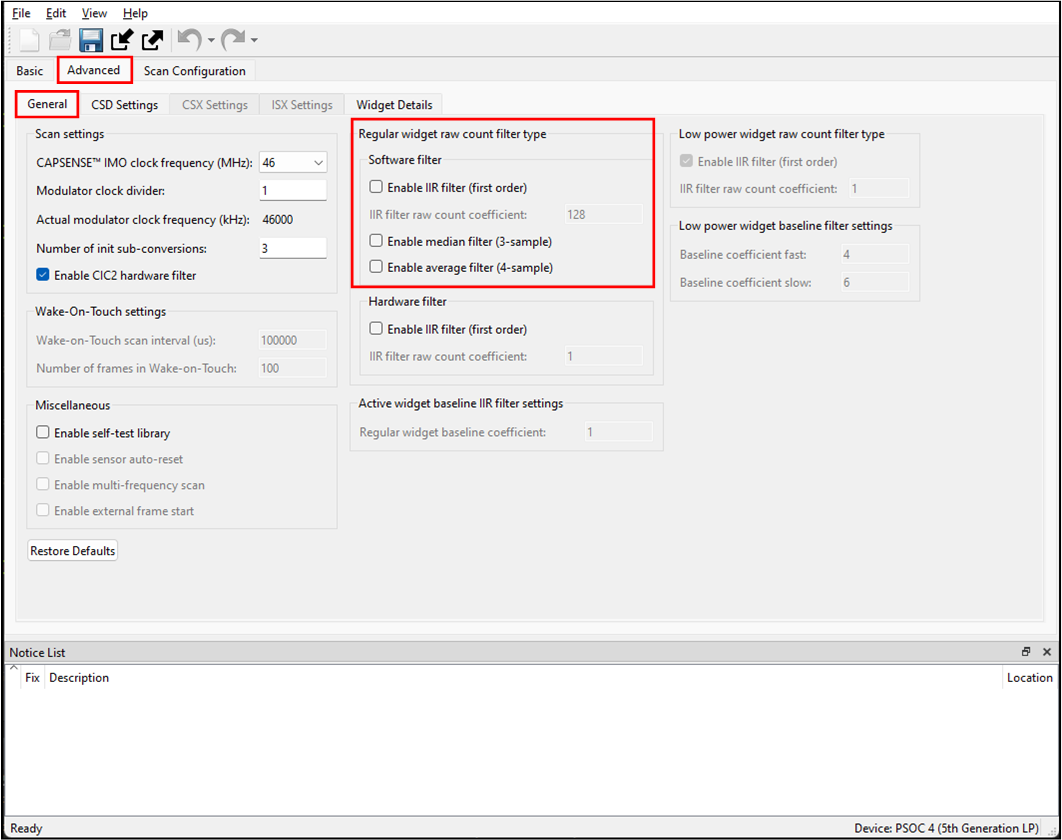 File Edit View Help
Basic Advanced Scan Configuration
General CSD Settings CSX Settings ISX Settings Widget Details
Scan settings
CAPSENSE™ IMO clock frequency (MHz): 46
Modulator clock divider: 1
Actual modulator clock frequency (kHz): 46000
Number of init sub-conversions: 3
Enable CIC2 hardware filter
Wake-On-Touch settings
Wake-on-Touch scan interval (us): 100000
Number of frames in Wake-on-Touch: 100
Miscellaneous
Enable self-test library
Enable sensor auto-reset
Enable multi-frequency scan
Enable external frame start
Restore Defaults
Regular widget raw count filter type
Software filter
Enable IIR filter (first order)
IIR filter raw count coefficient: 128
Enable median filter (3-sample)
Enable average filter (4-sample)
Hardware filter
Enable IIR filter (first order)
IIR filter raw count coefficient: 1
Active widget baseline IIR filter settings
Regular widget baseline coefficient: 1
Low power widget raw count filter type
Enable IIR filter (first order)
IIR filter raw count coefficient: 1
Low power widget baseline filter settings
Baseline coefficient fast: 4
Baseline coefficient slow: 6
Notice List
Fix Description Location
Ready Device: PSOC 4 (5th Generation LP)